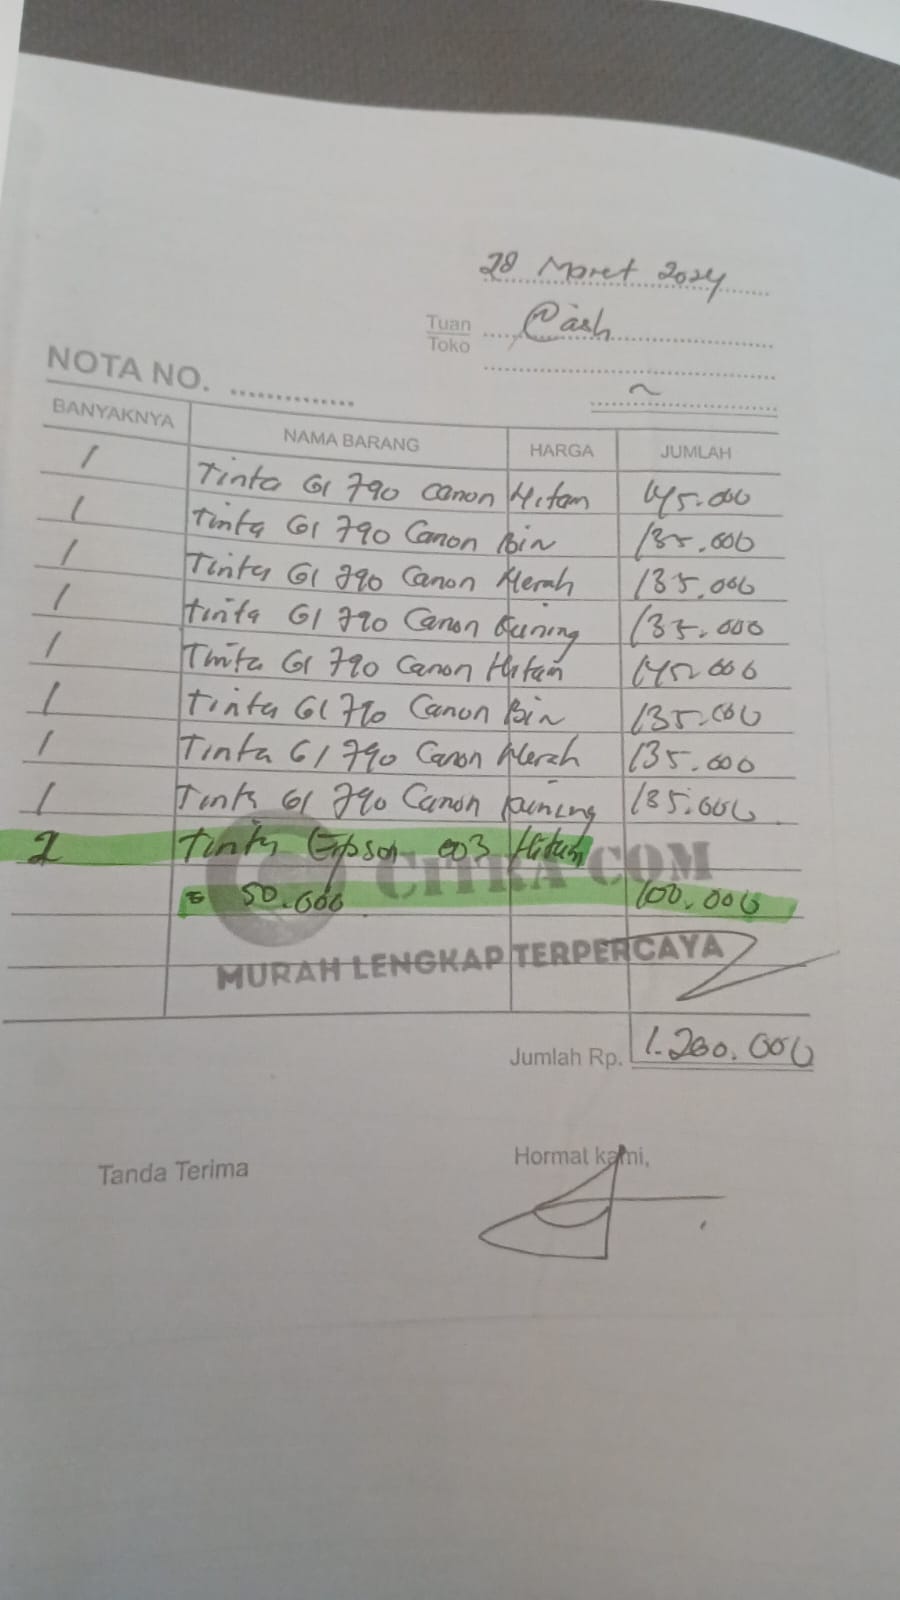 28 Maret 2024
Tuan Cash
Toko
NOTA NO.
BANYAKNYA NAMA BARANG HARGA JUMLAH
1 Tinta GI 790 Canon Hitam 145.000
1 Tinta GI 790 Canon Biru 135.000
1 Tinta GI 790 Canon Merah 135.000
1 Tinta GI 790 Canon Kuning 135.000
1 Tinta GI 790 Canon Hitam 145.000
1 Tinta GI 790 Canon Biru 135.000
1 Tinta GI 790 Canon Merah 135.000
1 Tinta GI 790 Canon Kuning 135.000
2 Tinta Epson 003 Hitam
CITRA COM
@ 50.000 100.000
MURAH LENGKAP TERPERCAYA
Jumlah Rp. 1.200.000
Tanda Terima Hormat kami,